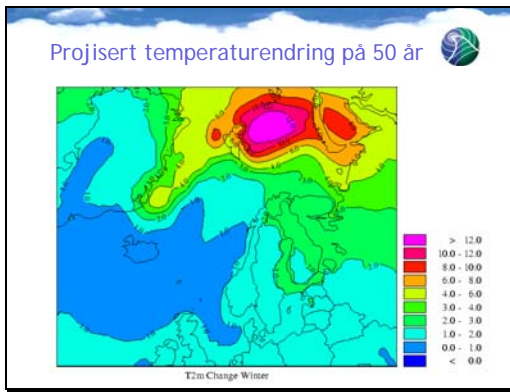 Projisert temperaturendring på 50 år
> 12.0
10.0 - 12.0
8.0 - 10.0
6.0 - 8.0
4.0 - 6.0
3.0 - 4.0
2.0 - 3.0
1.0 - 2.0
0.0 - 1.0
< 0.0
T2m Change Winter